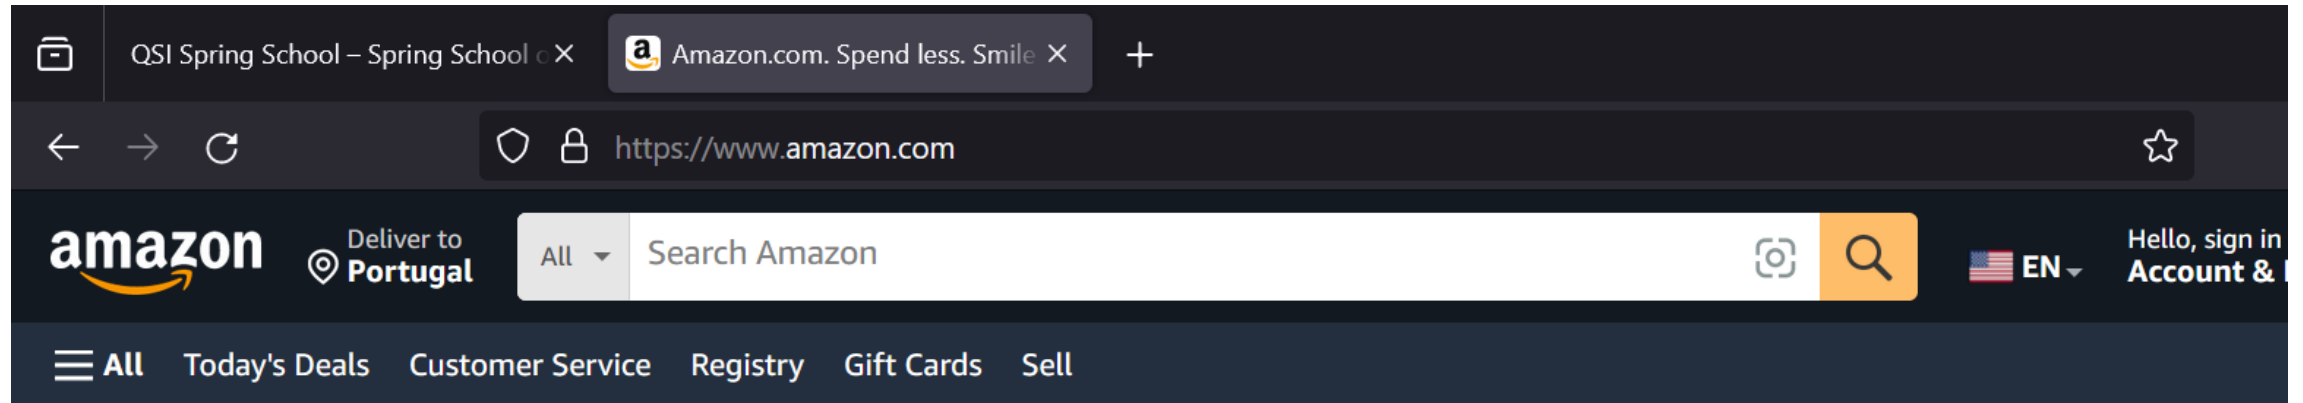 QSI Spring School – Spring School
Amazon.com. Spend less. Smile
https://www.amazon.com
amazon
Deliver to
Portugal
All
Search Amazon
EN
Hello, sign in
Account &
All Today's Deals Customer Service Registry Gift Cards Sell